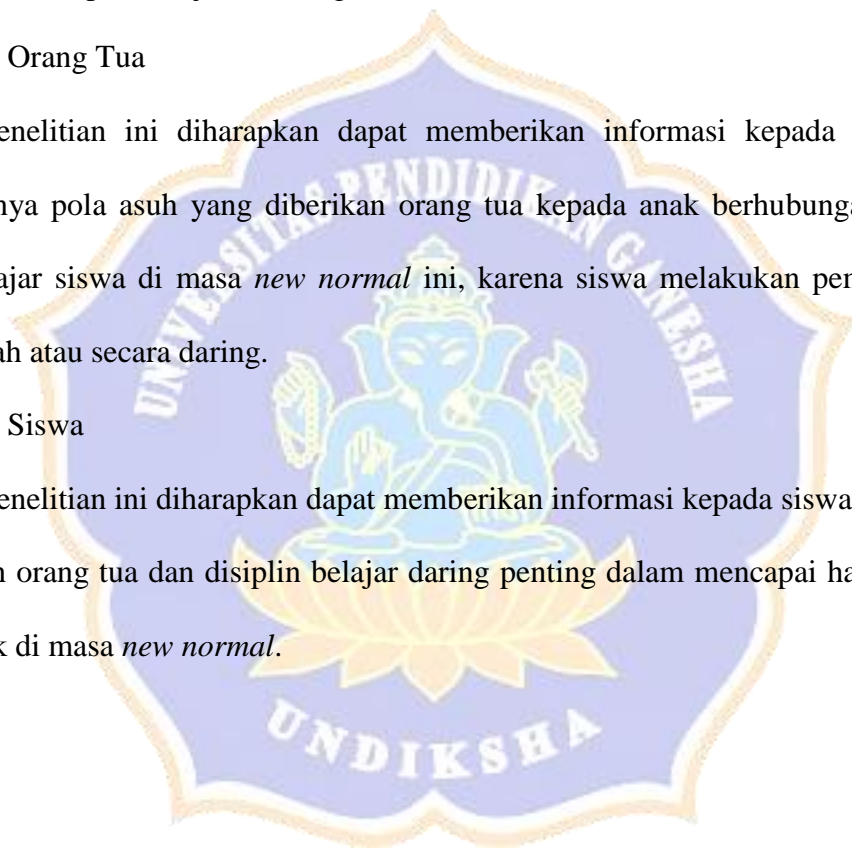 Orang Tua
enelitian ini diharapkan dapat memberikan informasi kepada
nya pola asuh yang diberikan orang tua kepada anak berhubunga
ajar siswa di masa new normal ini, karena siswa melakukan pem
ah atau secara daring.
Siswa
enelitian ini diharapkan dapat memberikan informasi kepada siswa
n orang tua dan disiplin belajar daring penting dalam mencapai ha
k di masa new normal.
UNIVERSITAS PENDIDIKAN GANESHA
UNDIKSHA